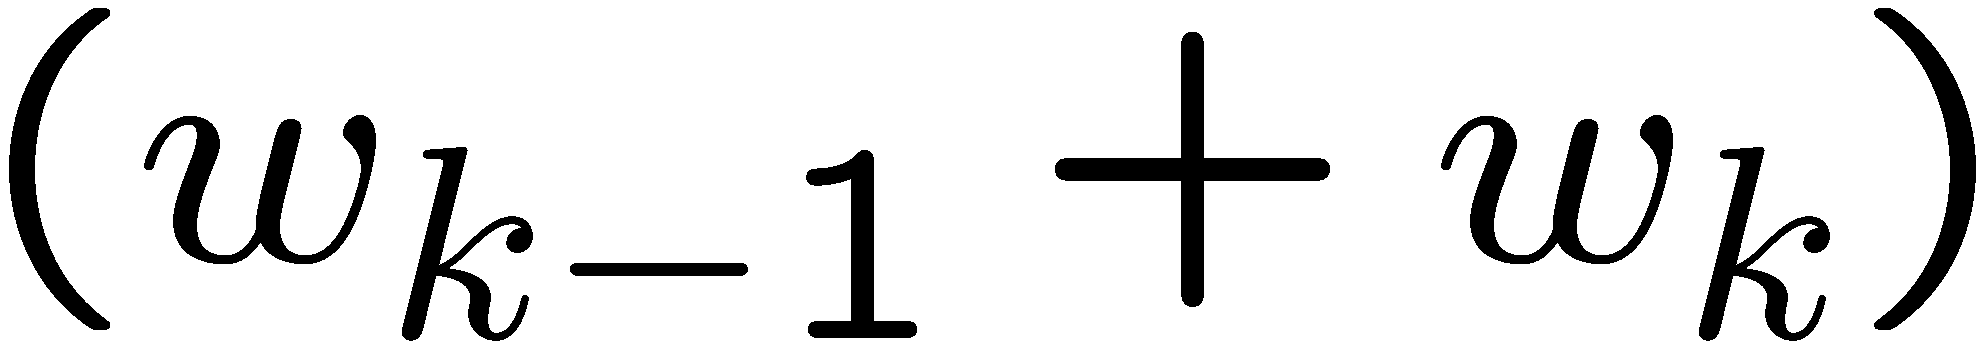 (w_{k-1} + w_k)